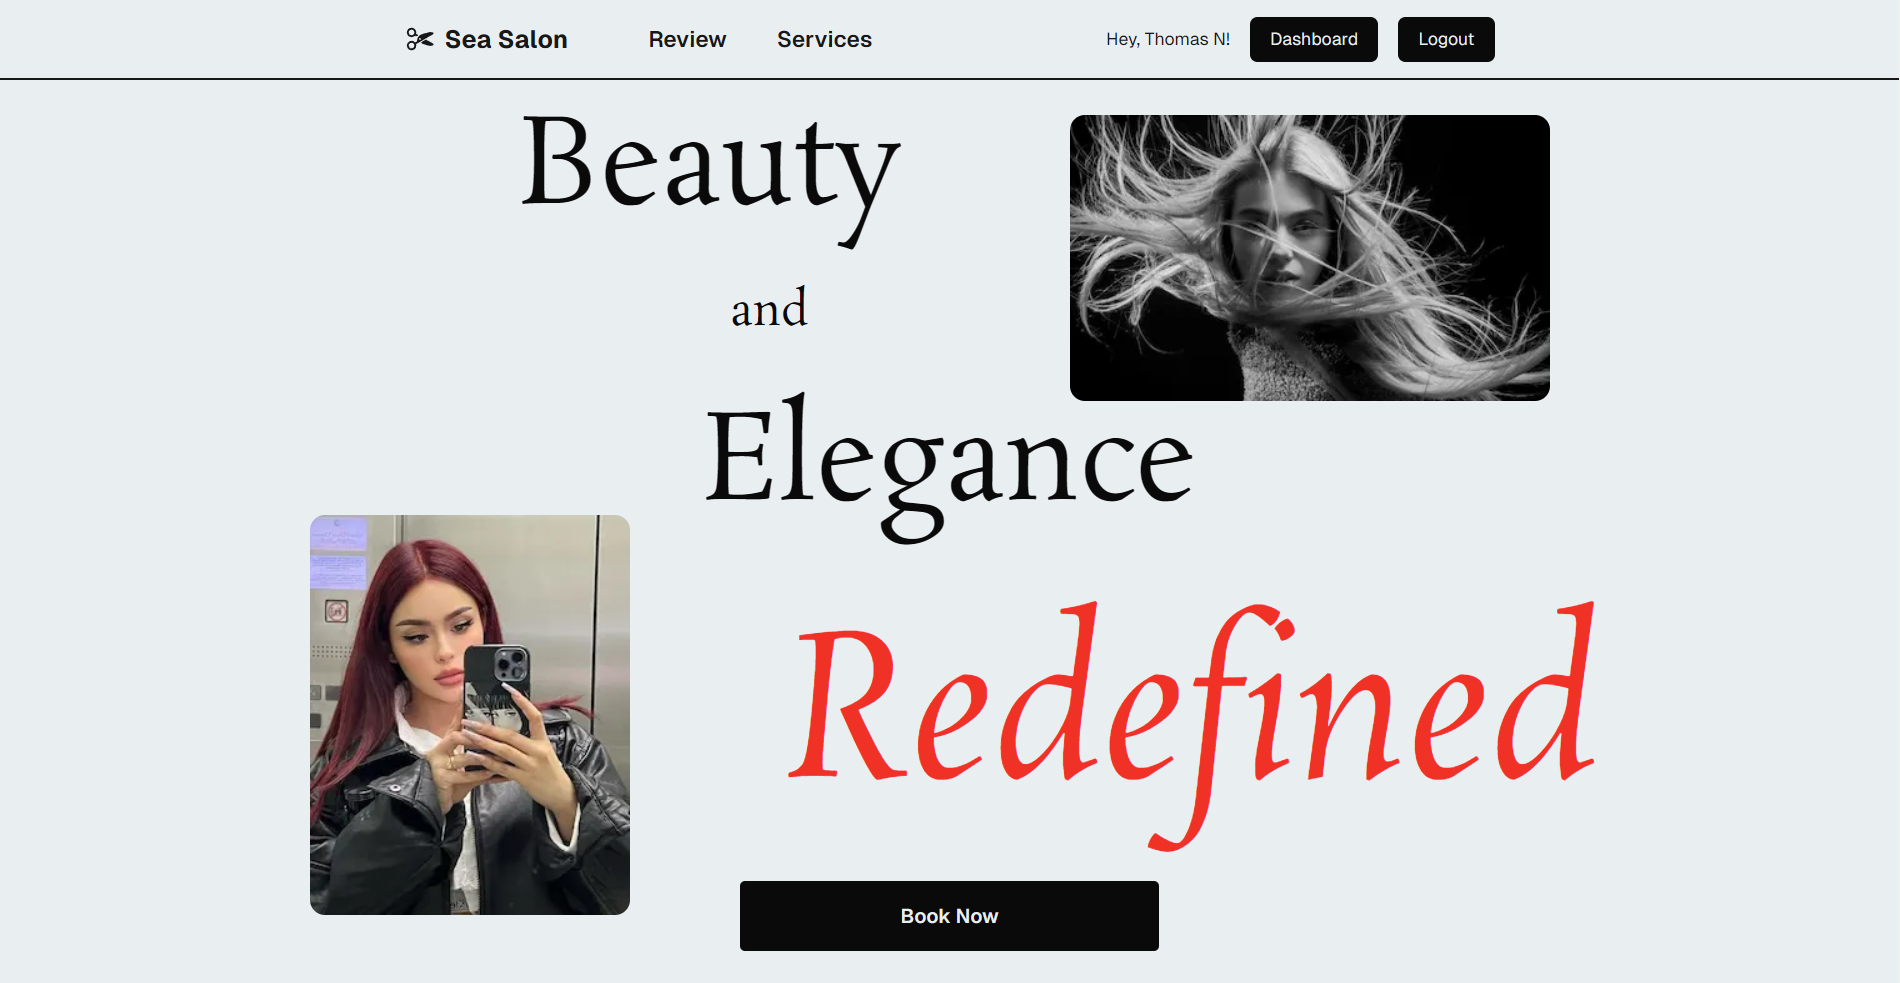 Sea Salon Review Services Hey, Thomas N! Dashboard Logout
Beauty
and
Elegance
Redefined
Book Now